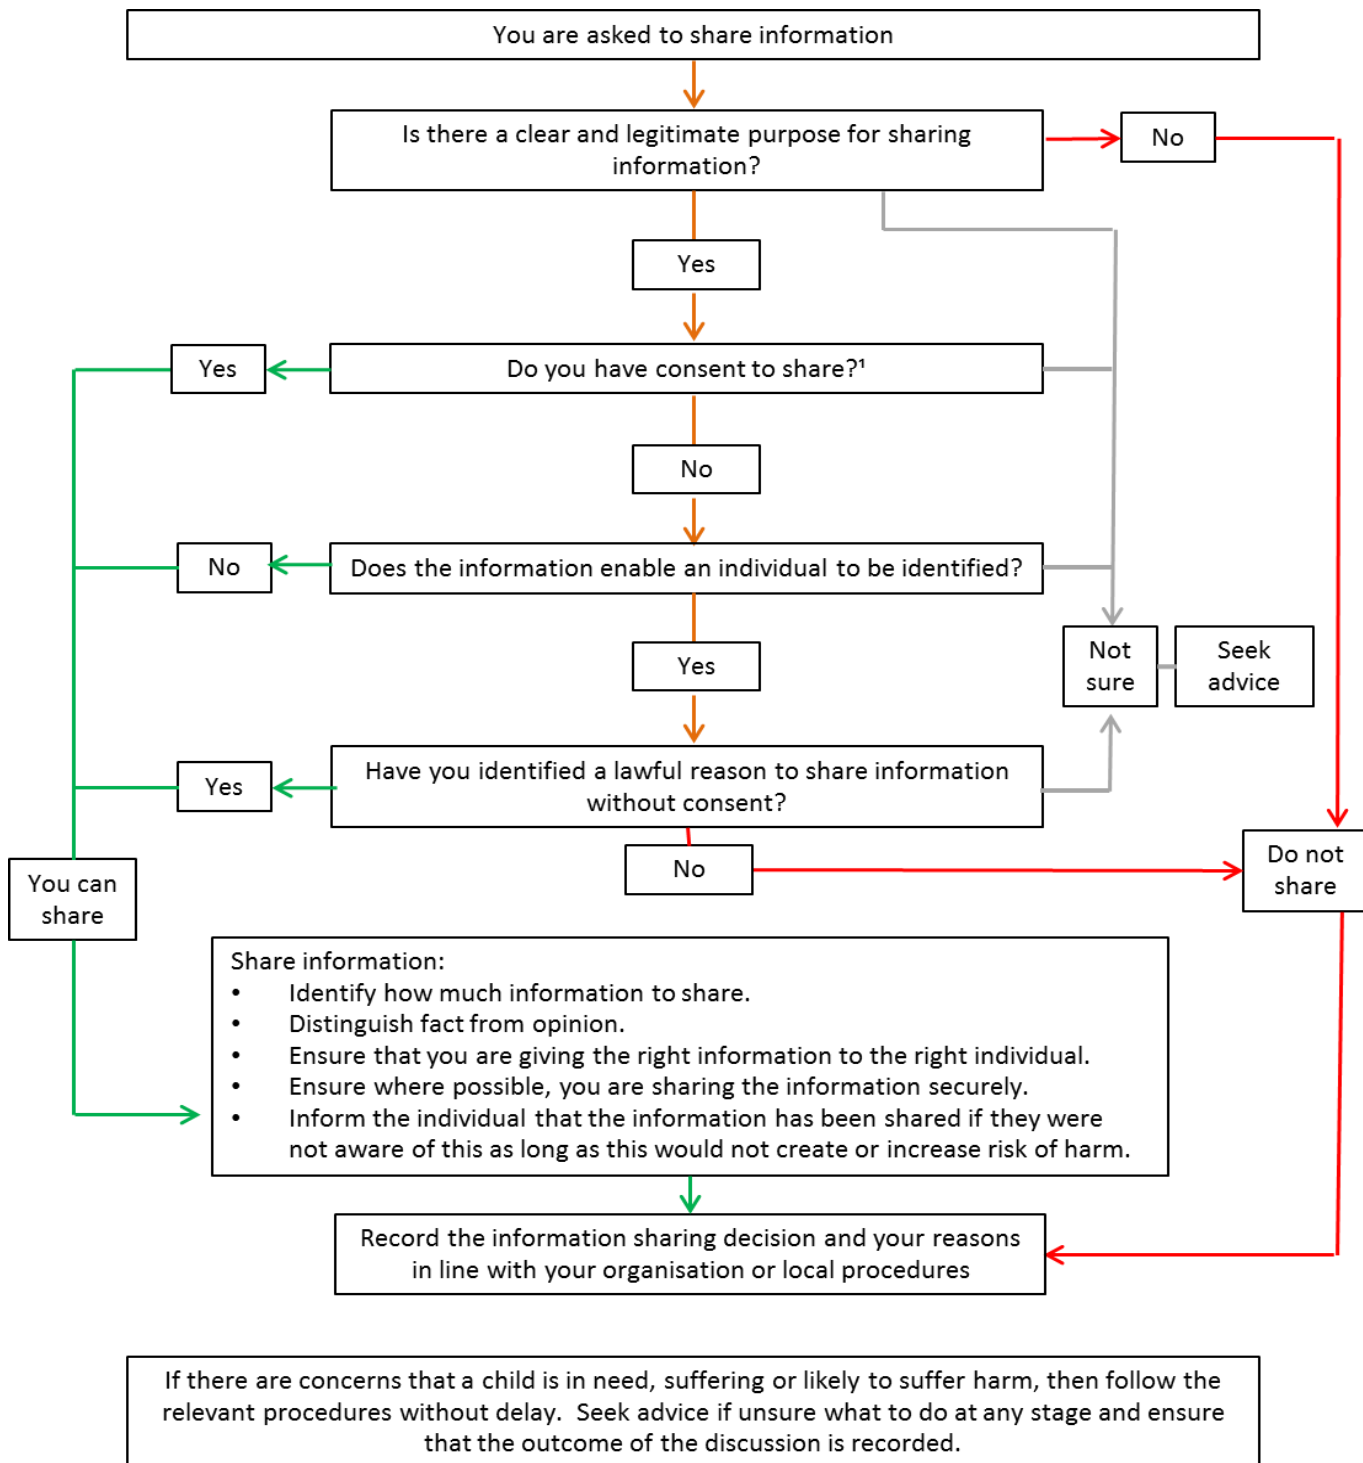 You are asked to share information
Is there a clear and legitimate purpose for sharing
information?
No
Yes
Yes
Do you have consent to share?¹
No
No
Does the information enable an individual to be identified?
Yes
Not
sure
Seek
advice
Yes
Have you identified a lawful reason to share information
without consent?
No
Do not
share
You can
share
Share information:
• Identify how much information to share.
• Distinguish fact from opinion.
• Ensure that you are giving the right information to the right individual.
• Ensure where possible, you are sharing the information securely.
• Inform the individual that the information has been shared if they were
not aware of this as long as this would not create or increase risk of harm.
Record the information sharing decision and your reasons
in line with your organisation or local procedures
If there are concerns that a child is in need, suffering or likely to suffer harm, then follow the
relevant procedures without delay.  Seek advice if unsure what to do at any stage and ensure
that the outcome of the discussion is recorded.